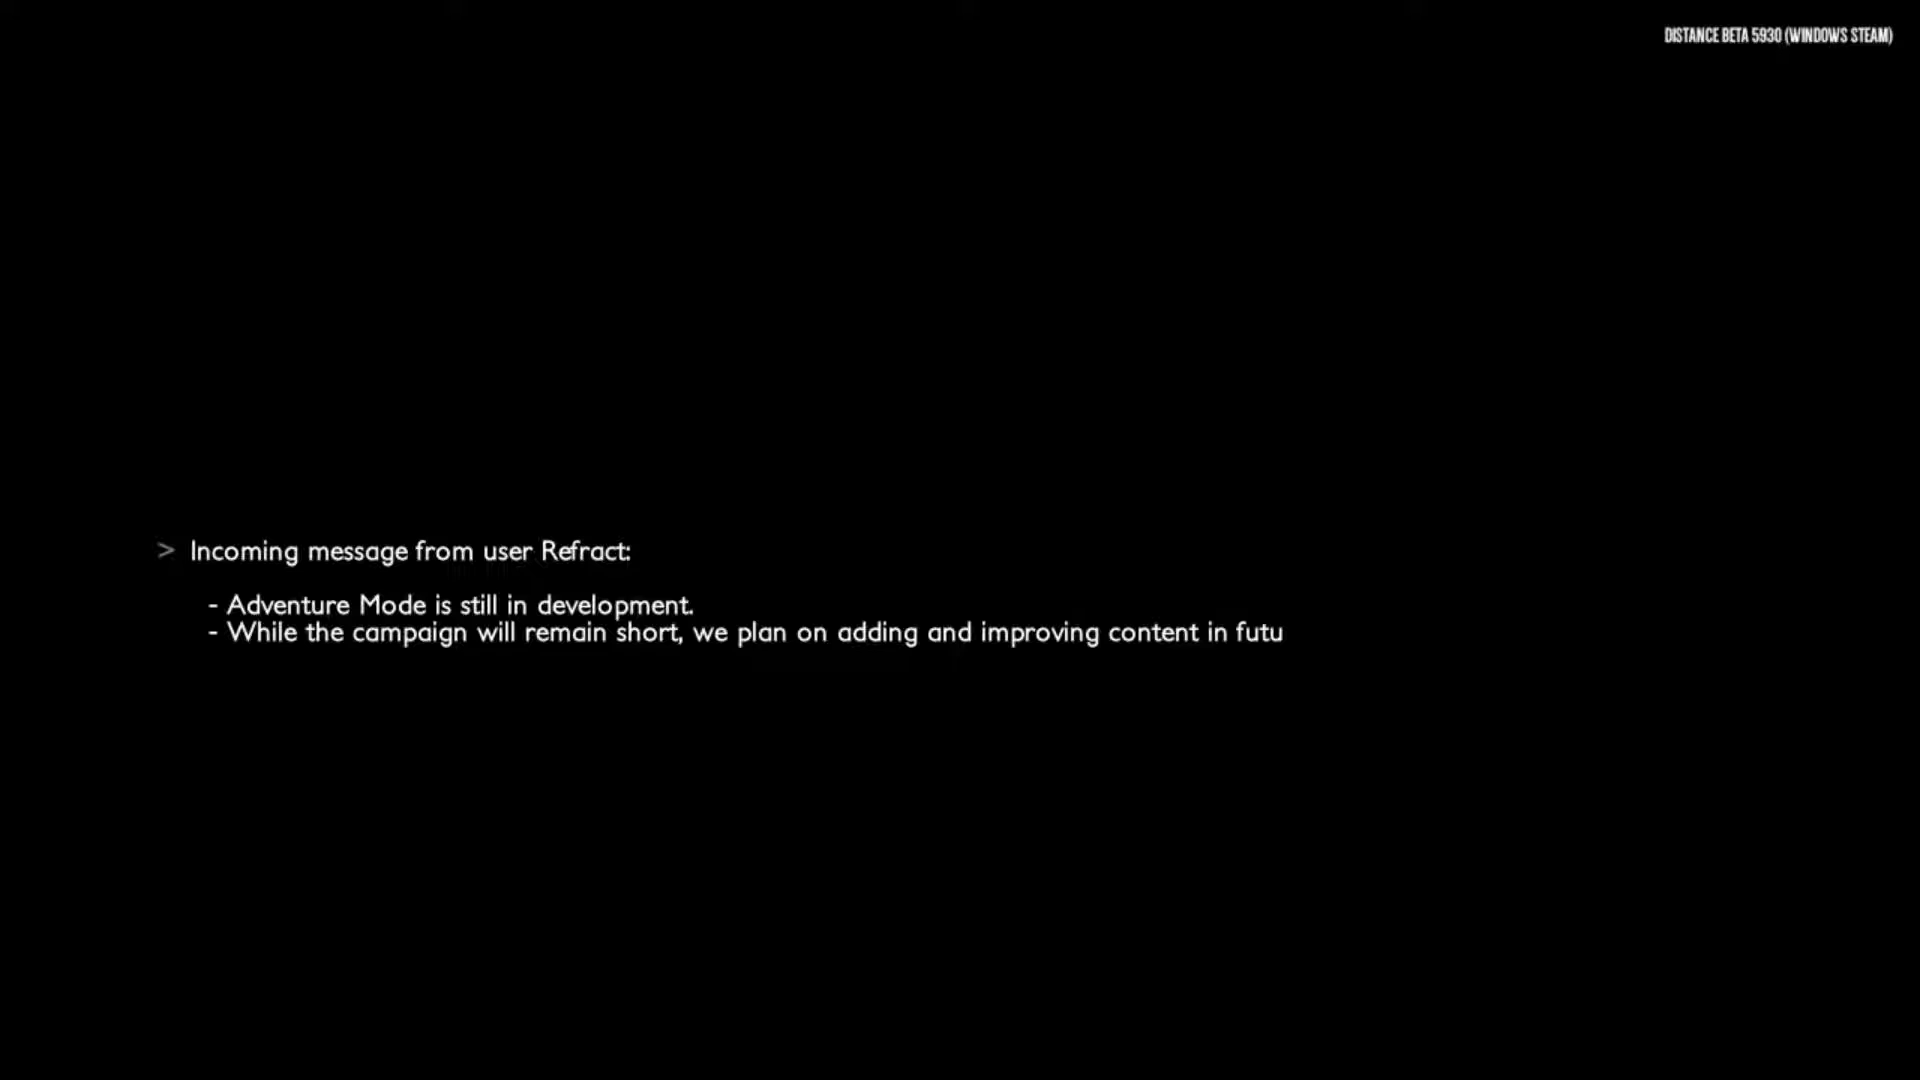 DISTANCE BETA 5930 (WINDOWS STEAM)
> Incoming message from user Refract:
- Adventure Mode is still in development.
- While the campaign will remain short, we plan on adding and improving content in futu